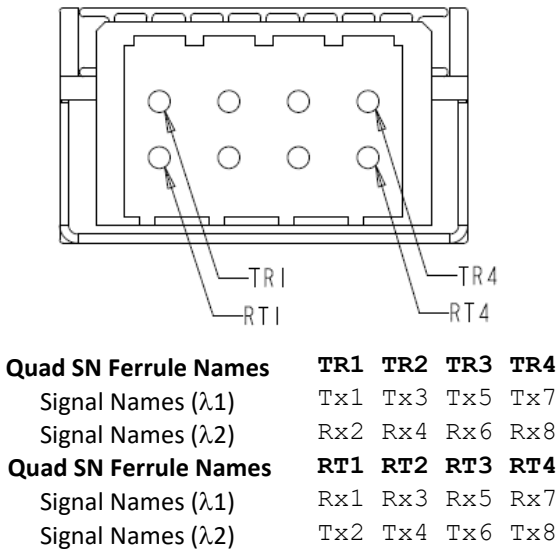 TR1 TR4
RT1 RT4
Quad SN Ferrule Names TR1 TR2 TR3 TR4
Signal Names (λ1) Tx1 Tx3 Tx5 Tx7
Signal Names (λ2) Rx2 Rx4 Rx6 Rx8
Quad SN Ferrule Names RT1 RT2 RT3 RT4
Signal Names (λ1) Rx1 Rx3 Rx5 Rx7
Signal Names (λ2) Tx2 Tx4 Tx6 Tx8